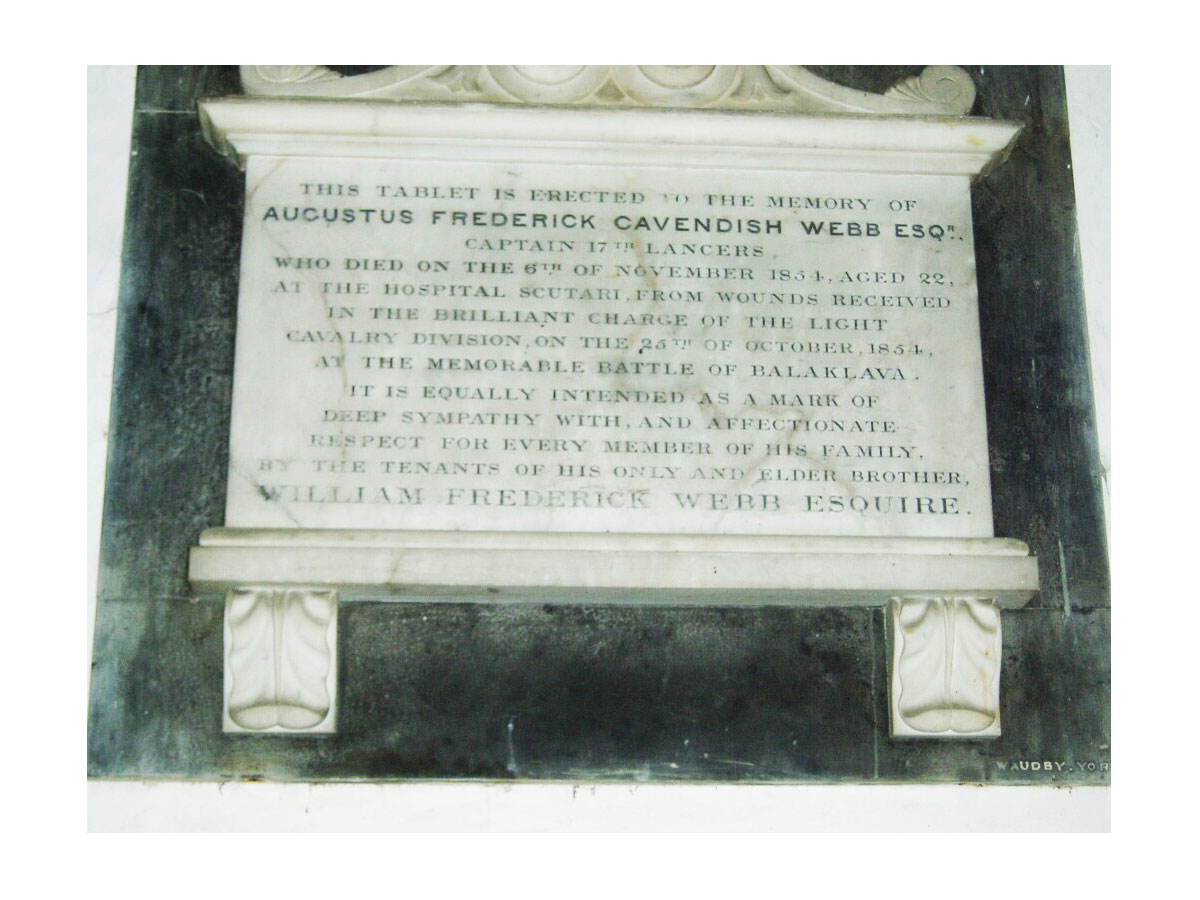 THIS TABLET IS ERECTED TO THE MEMORY OF
AUGUSTUS FREDERICK CAVENDISH WEBB ESQR.,
CAPTAIN 17TH LANCERS,
WHO DIED ON THE 6TH OF NOVEMBER 1854, AGED 22,
AT THE HOSPITAL SCUTARI, FROM WOUNDS RECEIVED
IN THE BRILLIANT CHARGE OF THE LIGHT
CAVALRY DIVISION, ON THE 25TH OF OCTOBER, 1854,
AT THE MEMORABLE BATTLE OF BALAKLAVA.
IT IS EQUALLY INTENDED AS A MARK OF
DEEP SYMPATHY WITH, AND AFFECTIONATE
RESPECT FOR EVERY MEMBER OF HIS FAMILY,
BY THE TENANTS OF HIS ONLY AND ELDER BROTHER,
WILLIAM FREDERICK WEBB ESQUIRE.
WAUDBY. YOR